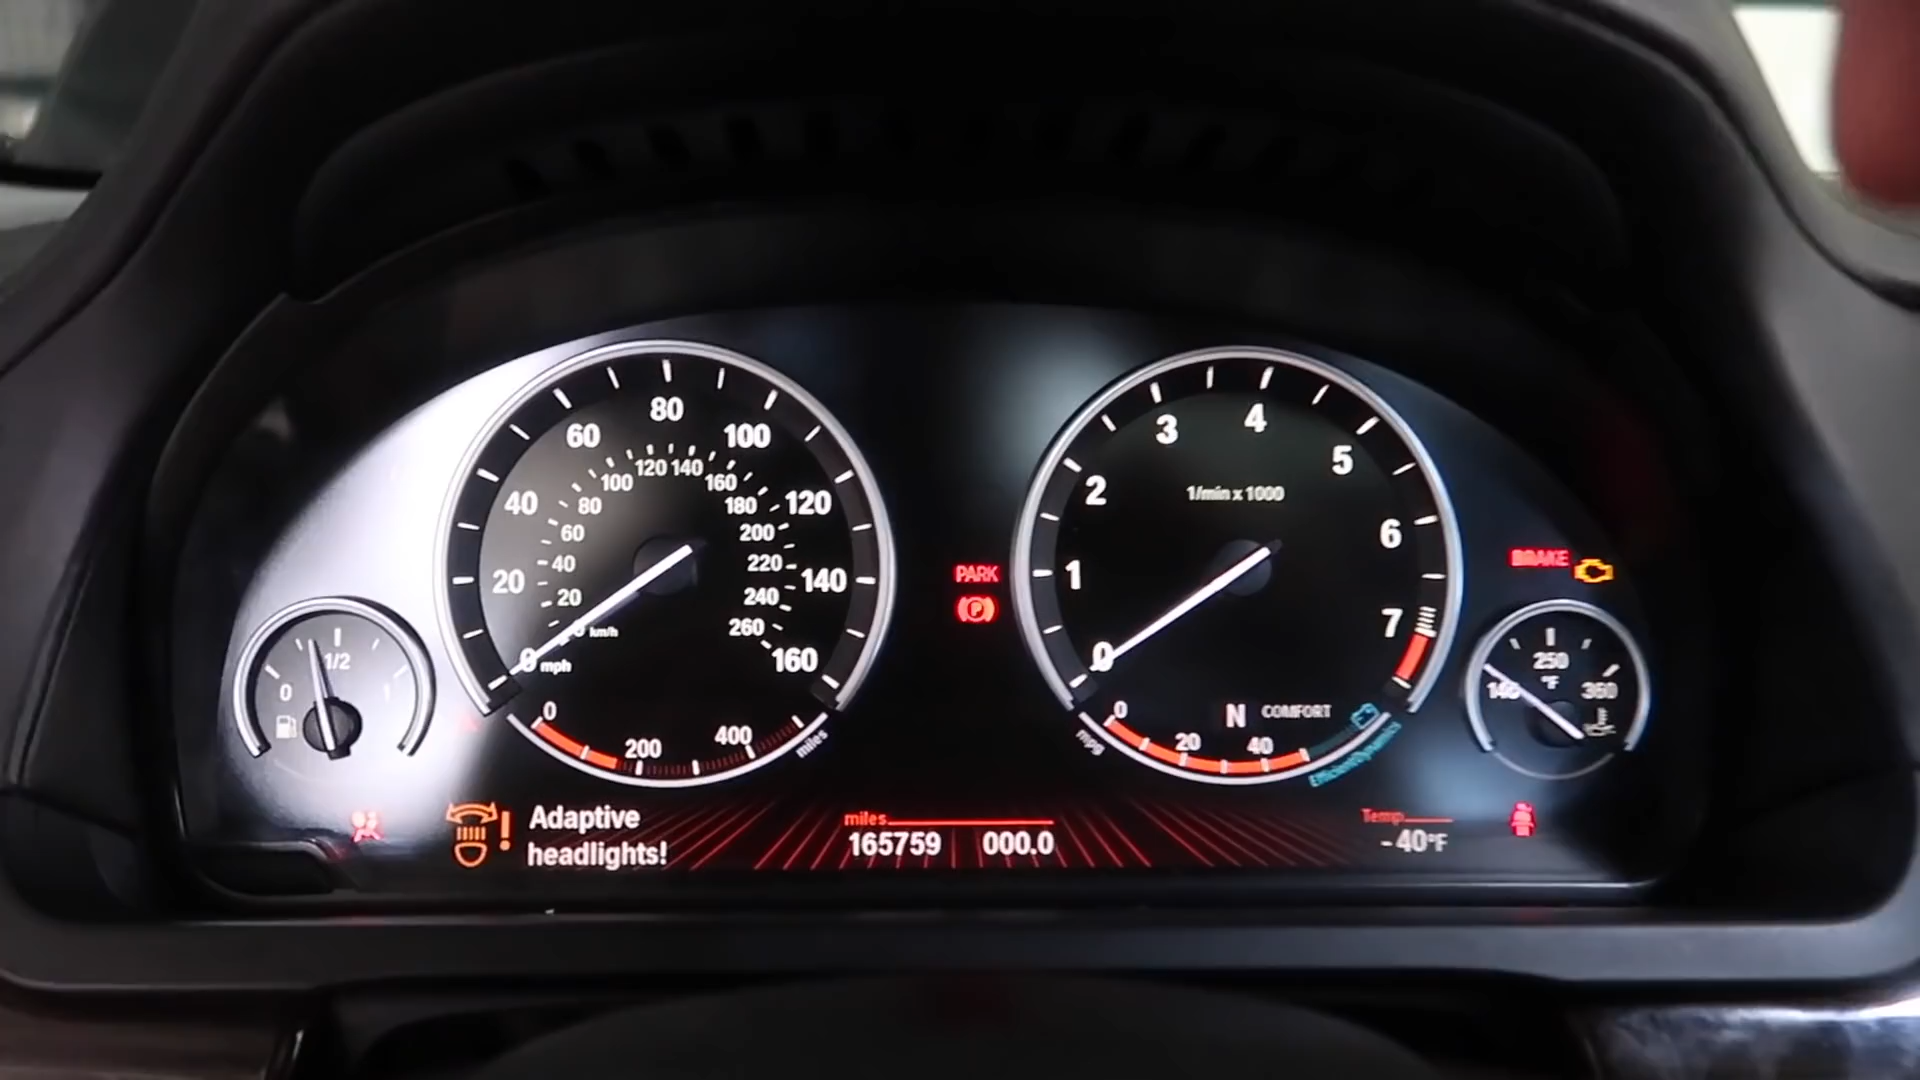 80
60
100
120 140
100
160
40
80
180
120
60
200
40
220
20
140
20
240
260
km/h
0 mph
160
1/2
0
1
0
200
400
miles
PARK
P
3
4
5
2
1/min x 1000
6
1
7
0
N COMFORT
0
20
40
mpg
EfficientDynamics
BRAKE
250
°F
140
360
Adaptive
headlights!
miles
165759 000.0
Temp
-40°F